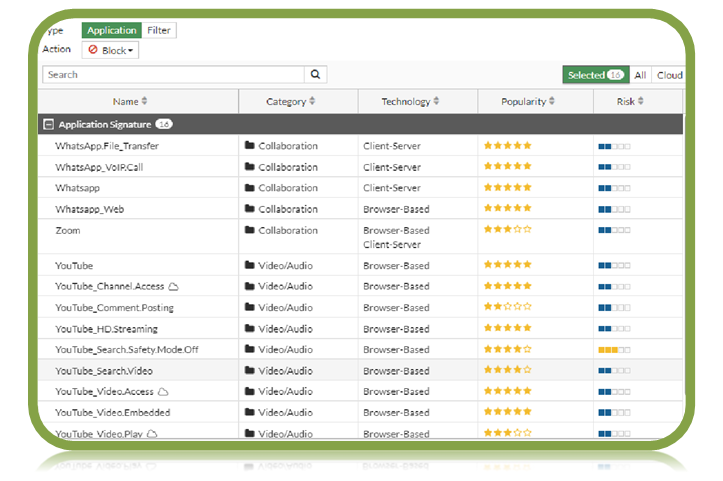 ype Application Filter
Action Block
Search Selected 16 All Cloud
Name Category Technology Popularity Risk
Application Signature 16
WhatsApp.File_Transfer Collaboration Client-Server
WhatsApp_VoIP.Call Collaboration Client-Server
Whatsapp Collaboration Client-Server
Whatsapp_Web Collaboration Browser-Based
Zoom Collaboration Browser-Based
Client-Server
YouTube Video/Audio Browser-Based
YouTube_Channel.Access Video/Audio Browser-Based
YouTube_Comment.Posting Video/Audio Browser-Based
YouTube_HD.Streaming Video/Audio Browser-Based
YouTube_Search.Safety.Mode.Off Video/Audio Browser-Based
YouTube_Search.Video Video/Audio Browser-Based
YouTube_Video.Access Video/Audio Browser-Based
YouTube_Video.Embedded Video/Audio Browser-Based
YouTube_Video.Play Video/Audio Browser-Based